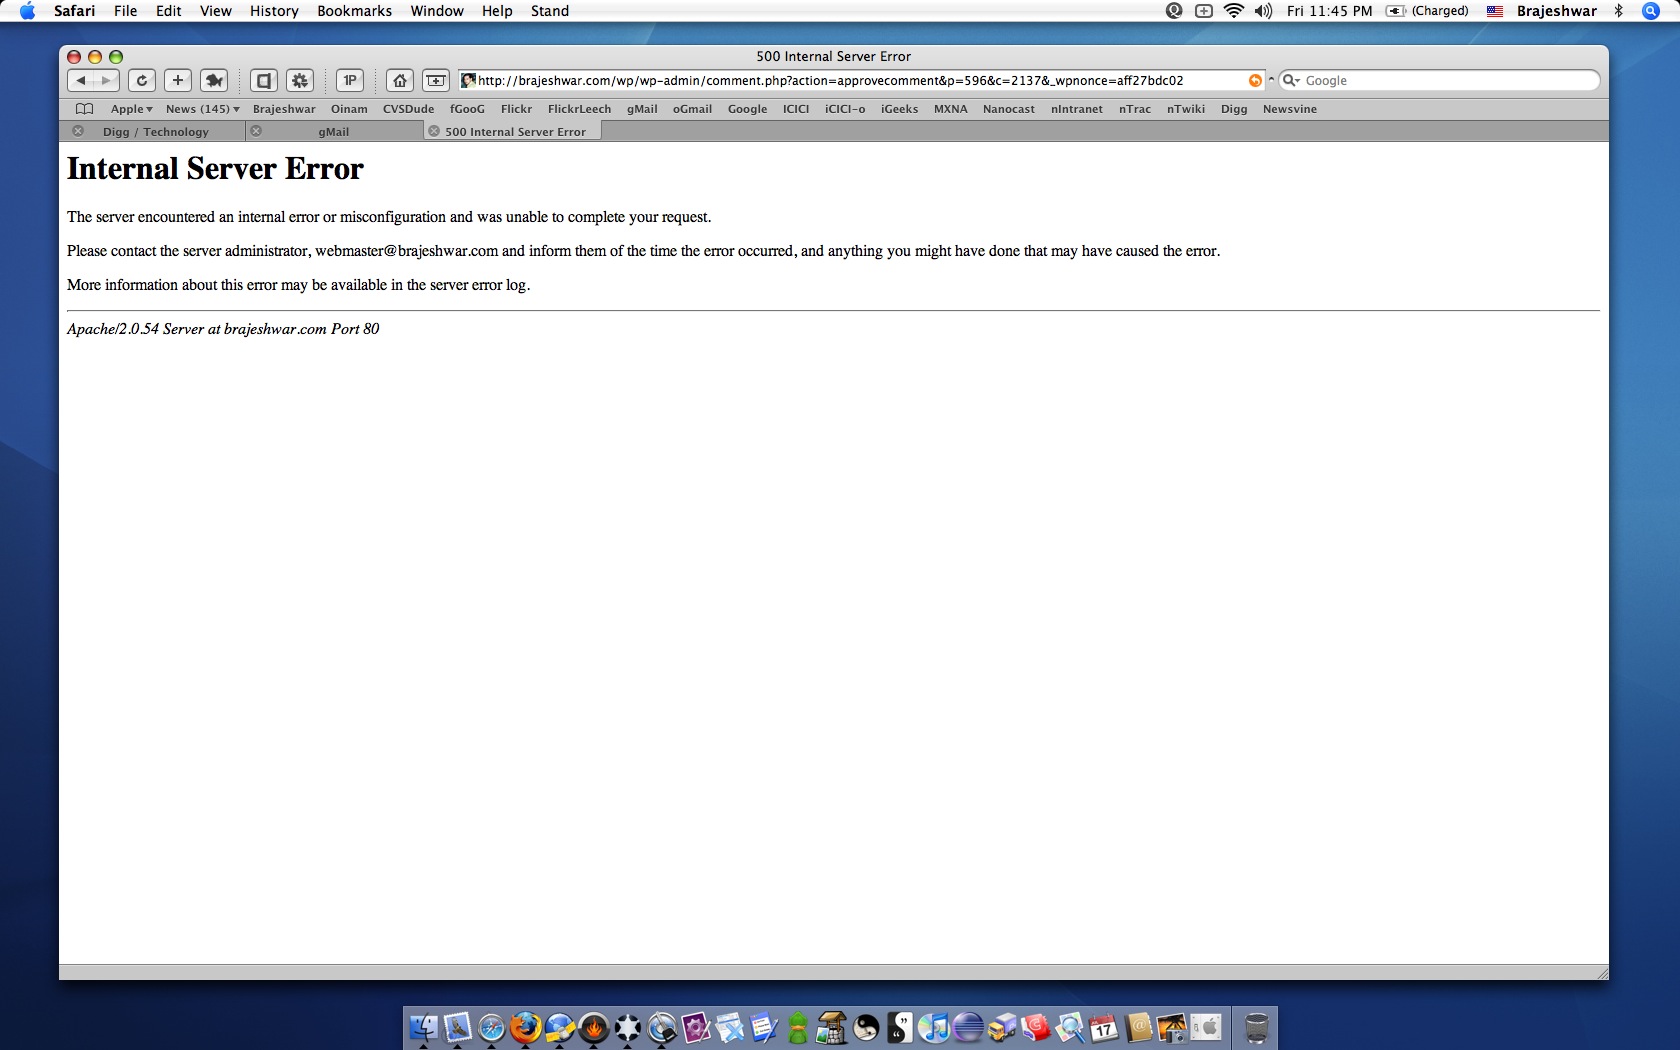 Safari File Edit View History Bookmarks Window Help Stand Fri 11:45 PM (Charged) Brajeshwar
500 Internal Server Error
1P http://brajeshwar.com/wp/wp-admin/comment.php?action=approvecomment&p=596&c=2137&_wpnonce=aff27bdc02 Google
Apple News (145) Brajeshwar Oinam CVSDude fGooG Flickr FlickrLeech gMail oGmail Google ICICI iCICI-o iGeeks MXNA Nanocast nIntranet nTrac nTwiki Digg Newsvine
Digg / Technology gMail 500 Internal Server Error
Internal Server Error
The server encountered an internal error or misconfiguration and was unable to complete your request.
Please contact the server administrator, webmaster@brajeshwar.com and inform them of the time the error occurred, and anything you might have done that may have caused the error.
More information about this error may be available in the server error log.
Apache/2.0.54 Server at brajeshwar.com Port 80
17